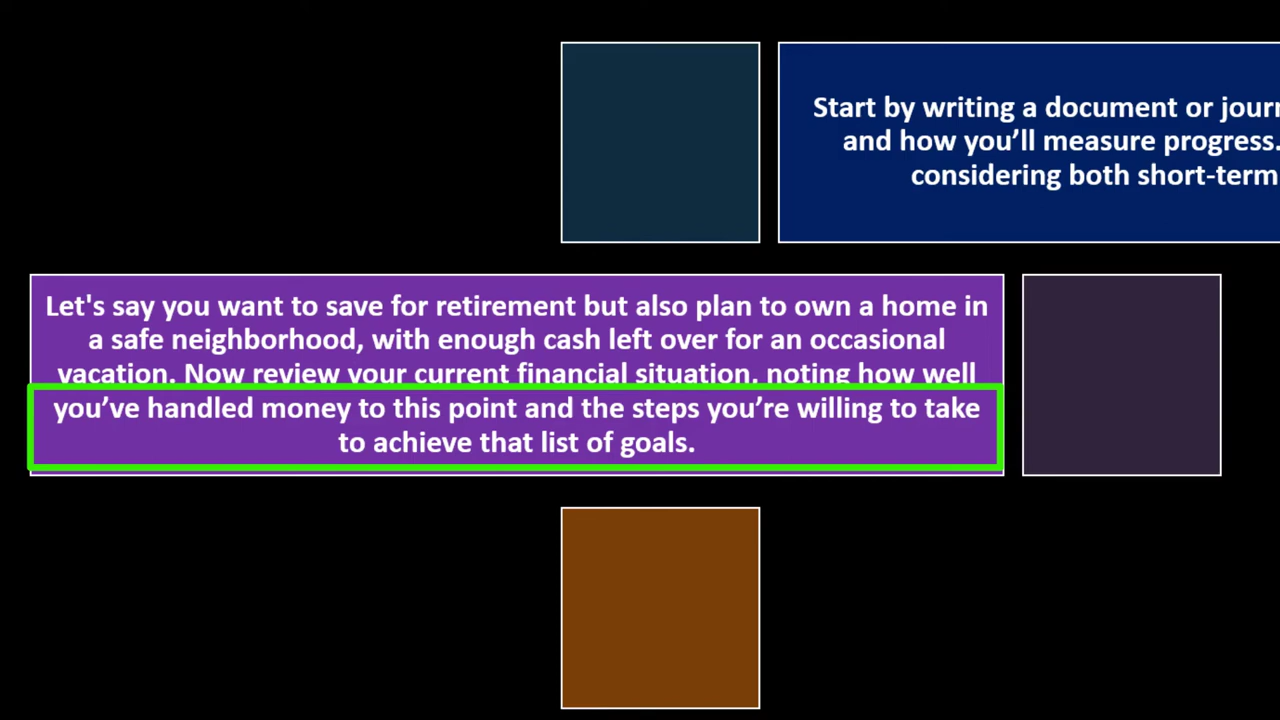 Start by writing a document or
and how you'll measure progress.
considering both short-term
Let's say you want to save for retirement but also plan to own a home in
a safe neighborhood, with enough cash left over for an occasional
vacation. Now review your current financial situation, noting how well
you've handled money to this point and the steps you're willing to take
to achieve that list of goals.